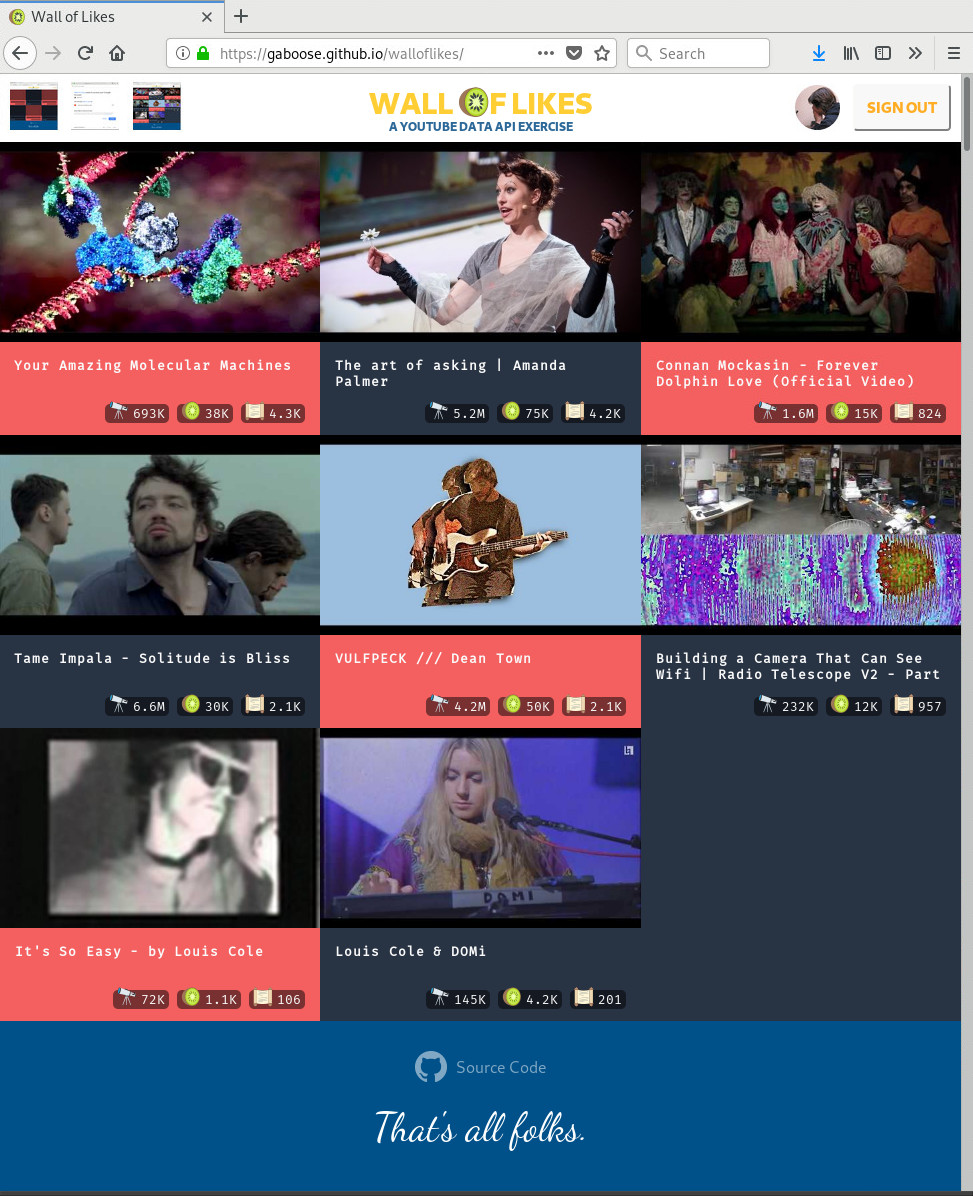 Wall of Likes
https://gaboose.github.io/walloflikes/
Search
WALL OF LIKES
A YOUTUBE DATA API EXERCISE
SIGN OUT
Your Amazing Molecular Machines
693K 38K 4.3K
The art of asking | Amanda
Palmer
5.2M 75K 4.2K
Connan Mockasin - Forever
Dolphin Love (Official Video)
1.6M 15K 824
Tame Impala - Solitude is Bliss
6.6M 30K 2.1K
VULFPECK /// Dean Town
4.2M 50K 2.1K
Building a Camera That Can See
Wifi | Radio Telescope V2 - Part
232K 12K 957
It's So Easy - by Louis Cole
72K 1.1K 106
DOMi
Louis Cole & DOMi
145K 4.2K 201
Source Code
That's all folks.